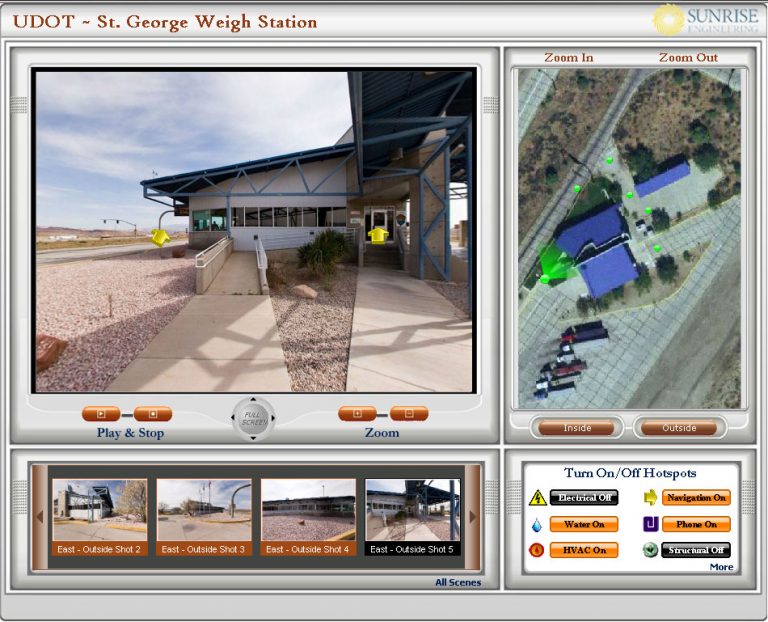 UDOT ~ St. George Weigh Station
SUNRISE
ENGINEERING
Zoom In
Zoom Out
FULL
SCREEN
Play & Stop
Zoom
Inside
Outside
East - Outside Shot 2
East - Outside Shot 3
East - Outside Shot 4
East - Outside Shot 5
All Scenes
Turn On/Off Hotspots
Electrical Off
Navigation On
Water On
Phone On
HVAC On
Structural Off
More